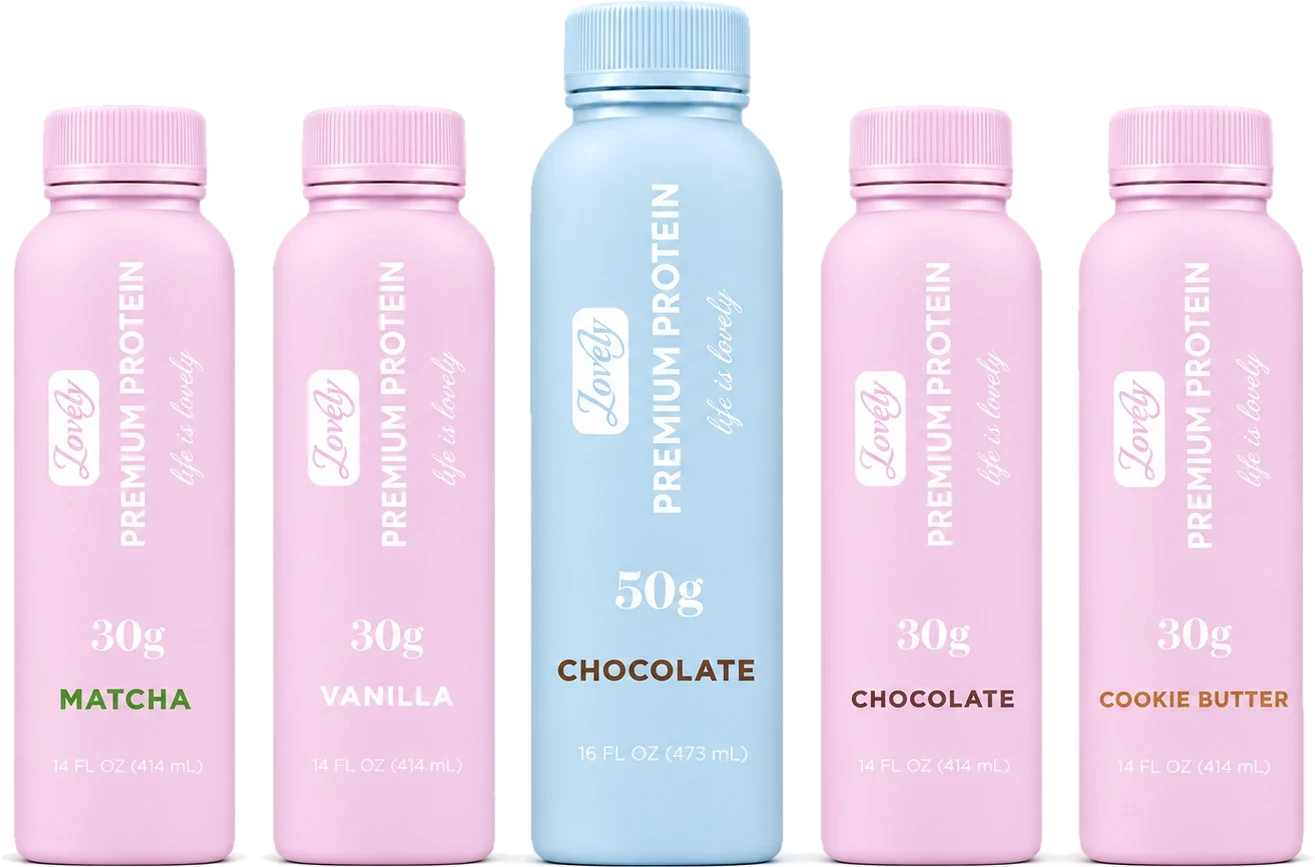 Lovely
PREMIUM PROTEIN
life is lovely
30g
MATCHA
14 FL OZ (414 mL)
Lovely
PREMIUM PROTEIN
life is lovely
30g
VANILLA
14 FL OZ (414 mL)
Lovely
PREMIUM PROTEIN
life is lovely
50g
CHOCOLATE
16 FL OZ (473 mL)
Lovely
PREMIUM PROTEIN
life is lovely
30g
CHOCOLATE
14 FL OZ (414 mL)
Lovely
PREMIUM PROTEIN
life is lovely
30g
COOKIE BUTTER
14 FL OZ (414 mL)